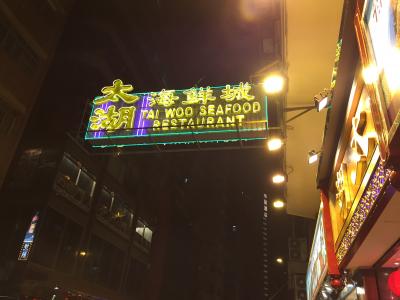 太湖海鮮城
TAI WOO SEAFOOD
RESTAURANT